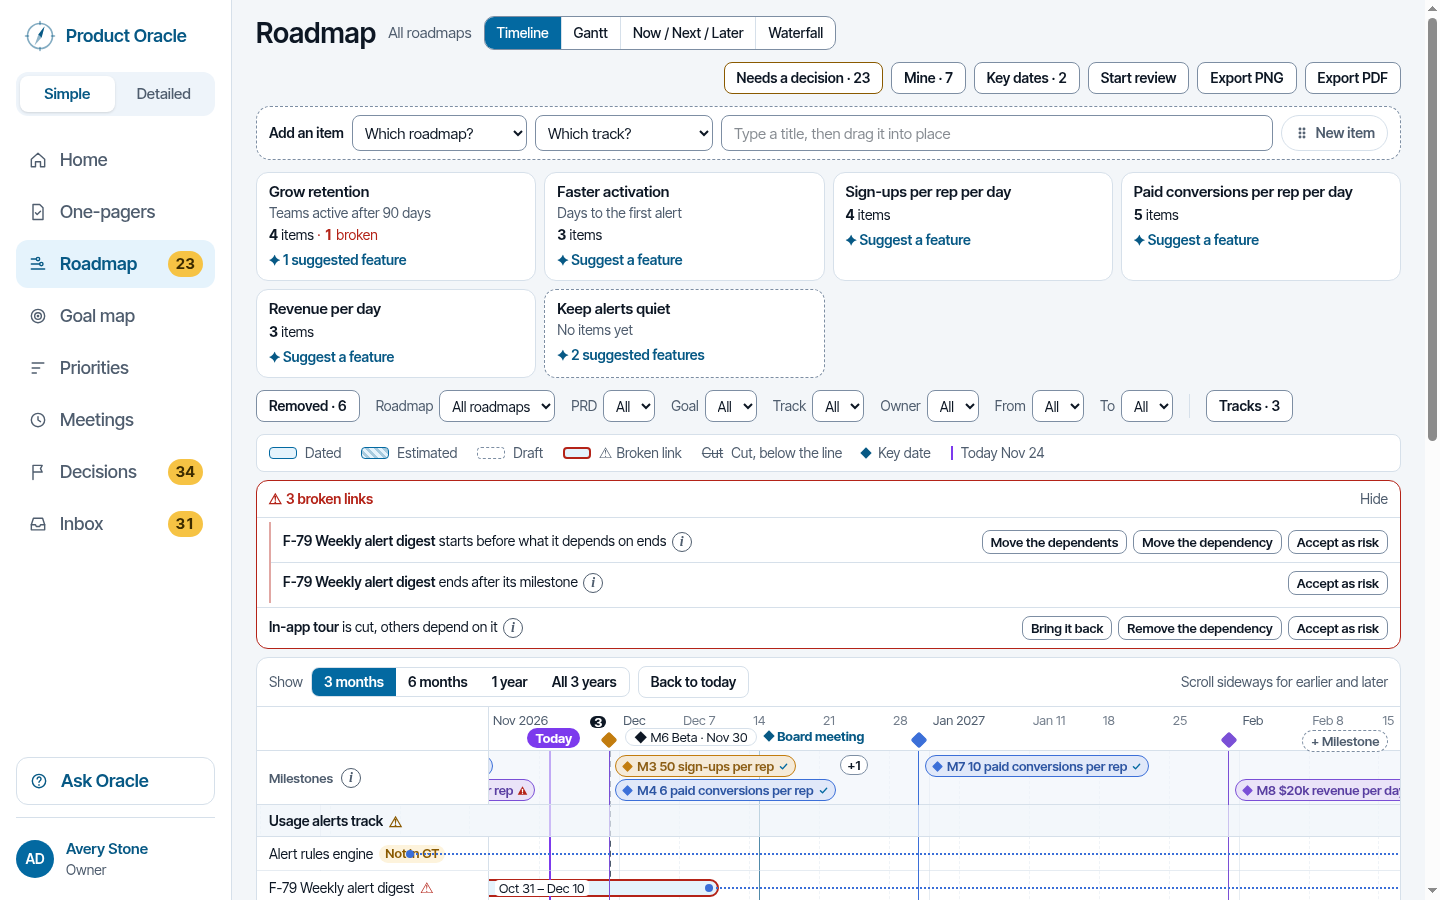 Product Oracle
Simple
Detailed
Home
One-pagers
Roadmap 23
Goal map
Priorities
Meetings
Decisions 34
Inbox 31
Ask Oracle
AD
Avery Stone
Owner
Roadmap All roadmaps Timeline Gantt Now / Next / Later Waterfall
Needs a decision · 23 Mine · 7 Key dates · 2 Start review Export PNG Export PDF
Add an item Which roadmap? Which track? Type a title, then drag it into place New item
Grow retention
Teams active after 90 days
4 items · 1 broken
1 suggested feature
Faster activation
Days to the first alert
3 items
Suggest a feature
Sign-ups per rep per day
4 items
Suggest a feature
Paid conversions per rep per day
5 items
Suggest a feature
Revenue per day
3 items
Suggest a feature
Keep alerts quiet
No items yet
2 suggested features
Removed · 6 Roadmap All roadmaps PRD All Goal All Track All Owner All From All To All Tracks · 3
Dated Estimated Draft Broken link Cut Cut, below the line Key date Today Nov 24
3 broken links Hide
F-79 Weekly alert digest starts before what it depends on ends i Move the dependents Move the dependency Accept as risk
F-79 Weekly alert digest ends after its milestone i Accept as risk
In-app tour is cut, others depend on it i Bring it back Remove the dependency Accept as risk
Show 3 months 6 months 1 year All 3 years Back to today Scroll sideways for earlier and later
Nov 2026 3 Dec Dec 7 14 21 28 Jan 2027 Jan 11 18 25 Feb Feb 8 15
Today M6 Beta · Nov 30 Board meeting + Milestone
Milestones i
M3 50 sign-ups per rep +1 M7 10 paid conversions per rep
rep M4 6 paid conversions per rep M8 $20k revenue per day
Usage alerts track
Alert rules engine
F-79 Weekly alert digest Oct 31 – Dec 10